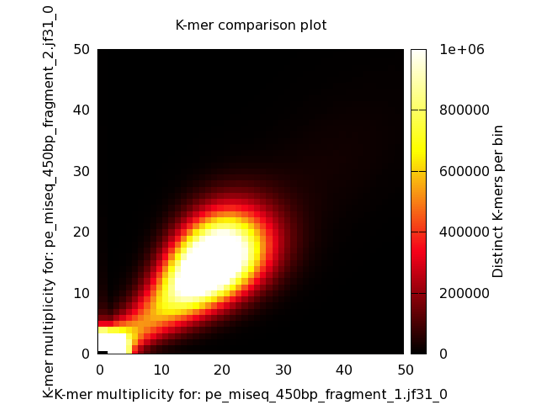 K-mer comparison plot
K-mer multiplicity for: pe_miseq_450bp_fragment_2.jf31_0
50
40
30
20
10
0
0 10 20 30 40 50
K-mer multiplicity for: pe_miseq_450bp_fragment_1.jf31_0
1e+06
800000
600000
400000
200000
0
Distinct K-mers per bin